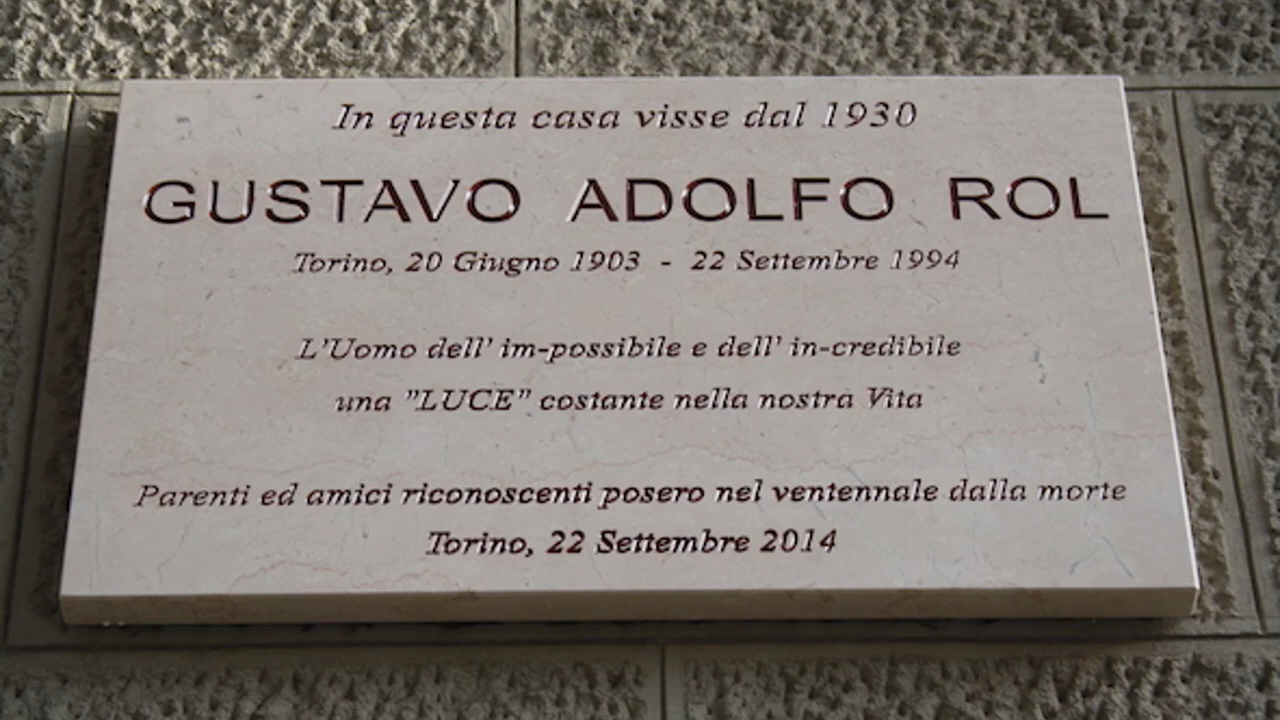 In questa casa visse dal 1930
GUSTAVO ADOLFO ROL
Torino, 20 Giugno 1903 - 22 Settembre 1994
L'Uomo dell' im-possibile e dell' in-credibile
una "LUCE" costante nella nostra Vita
Parenti ed amici riconoscenti posero nel ventennale dalla morte
Torino, 22 Settembre 2014